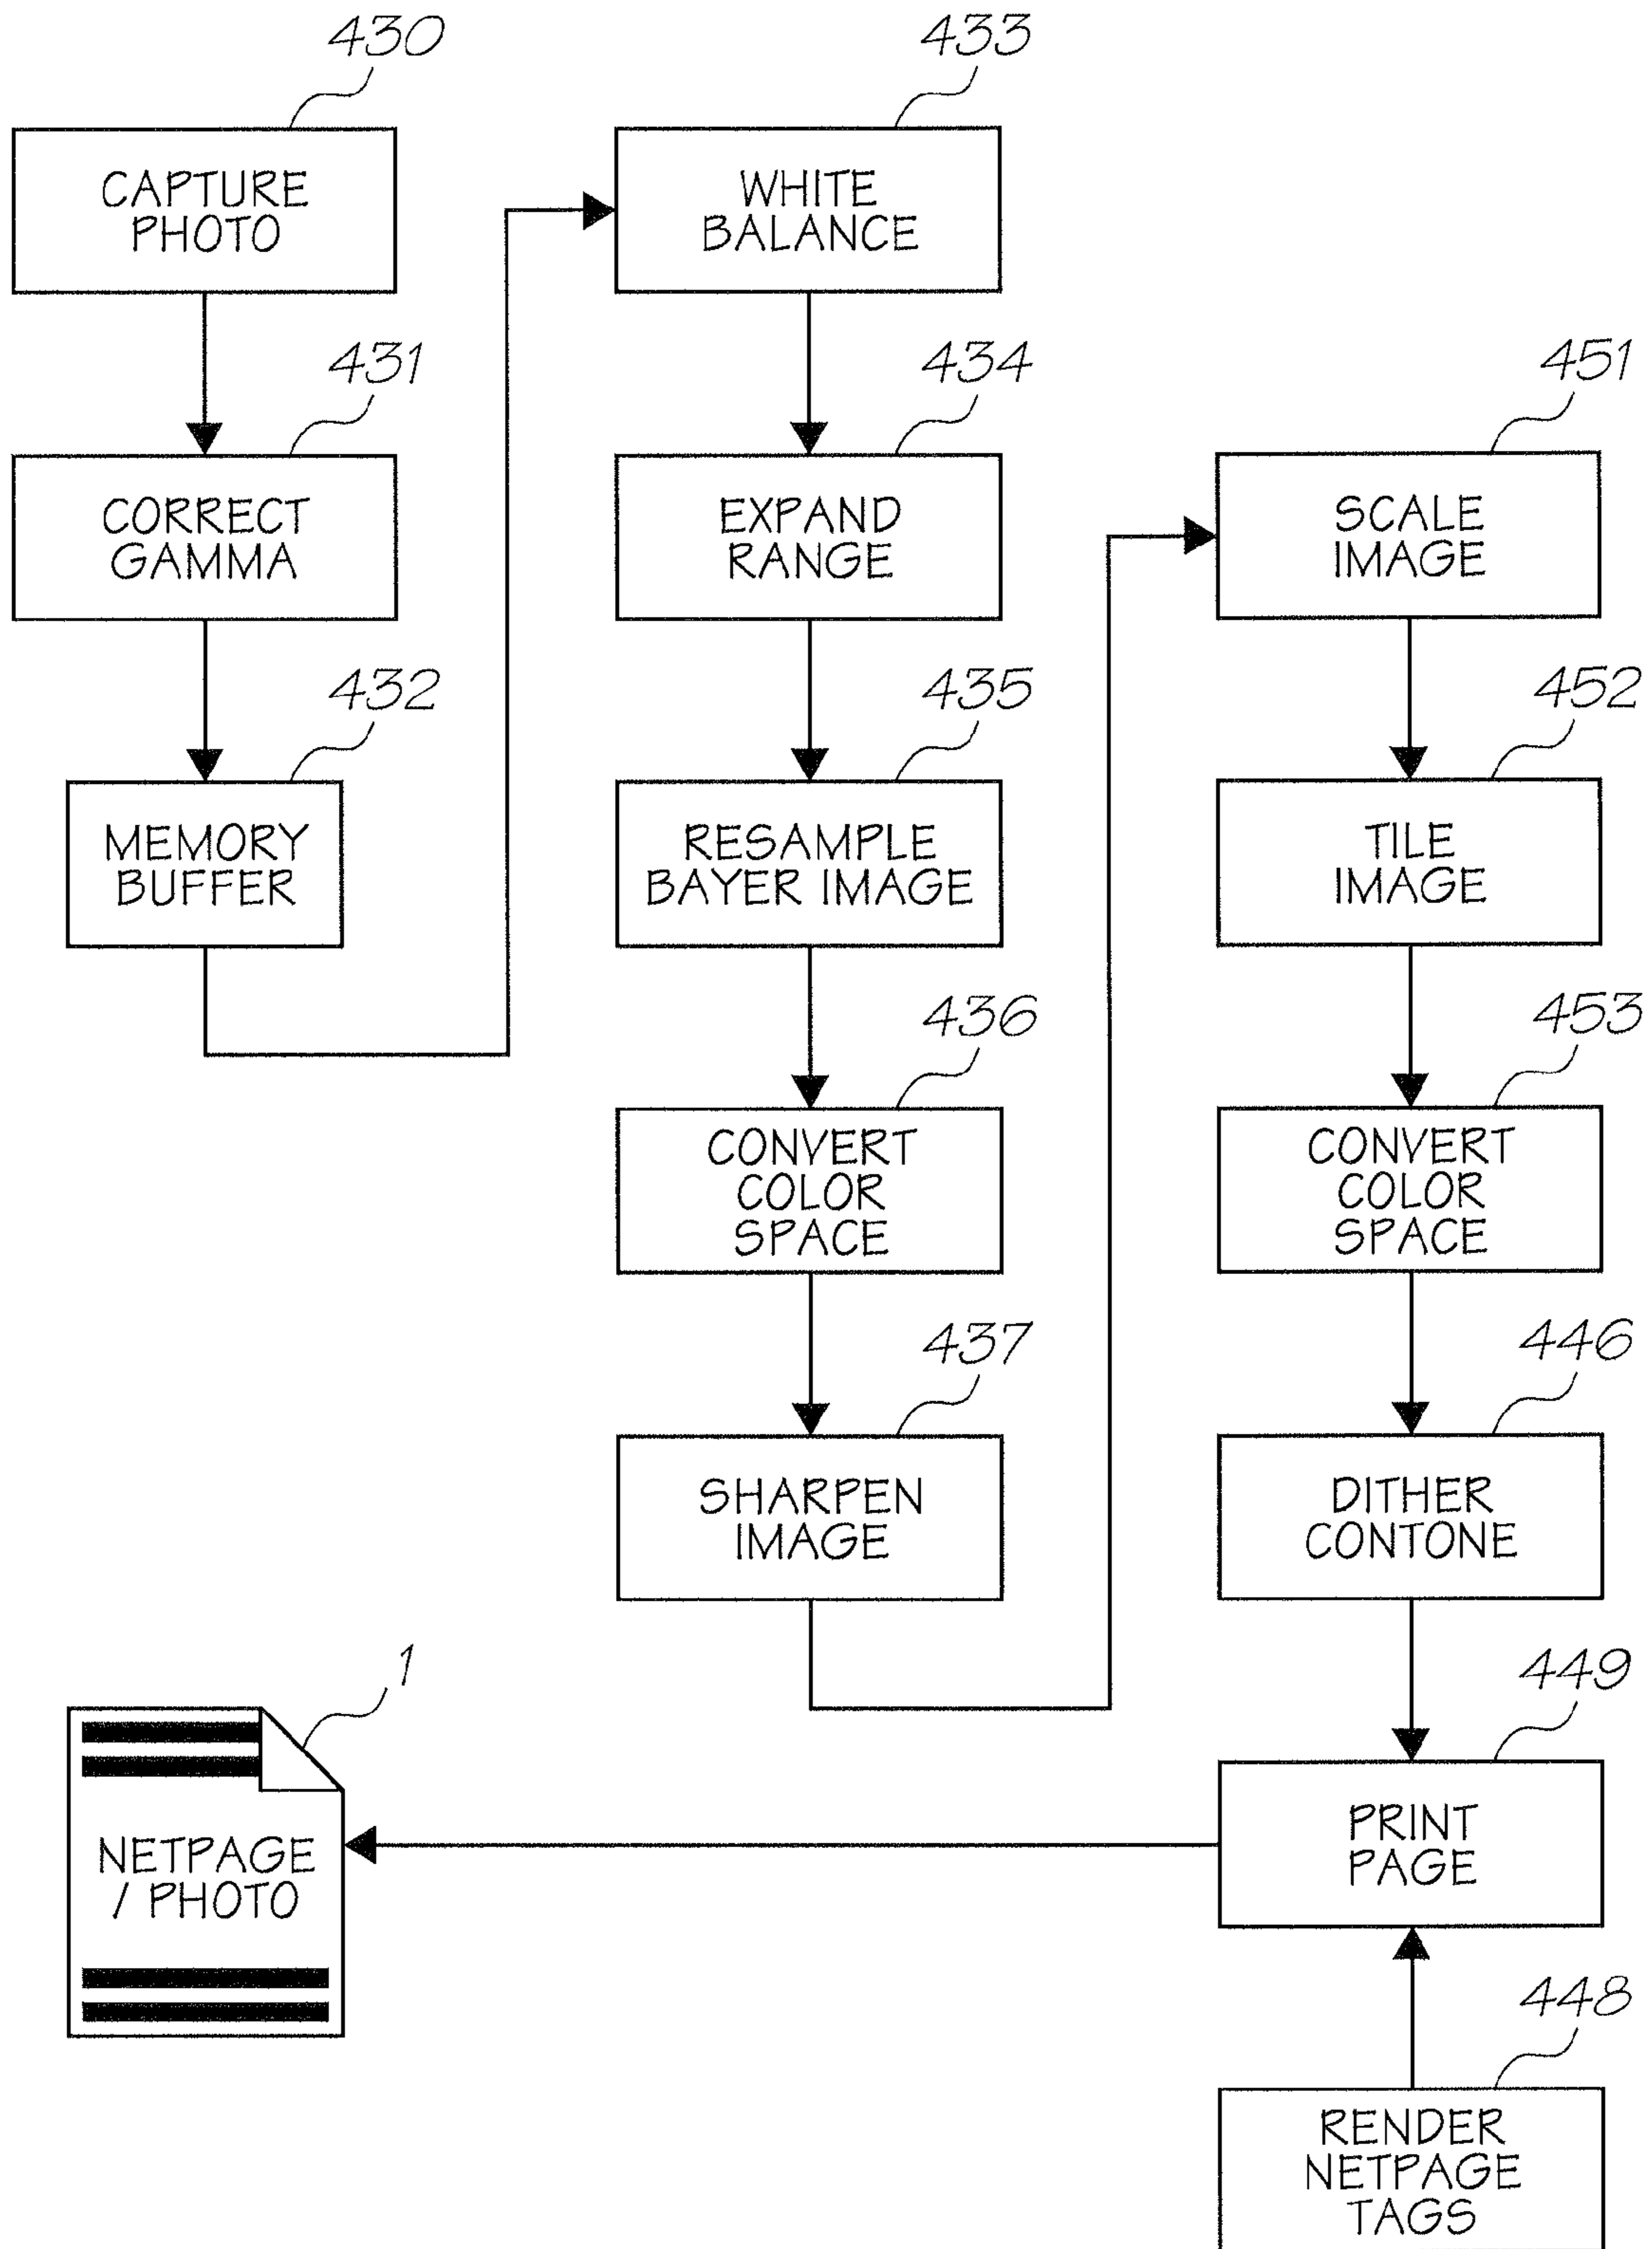 430
CAPTURE
PHOTO
431
CORRECT
GAMMA
432
MEMORY
BUFFER
433
WHITE
BALANCE
434
EXPAND
RANGE
435
RESAMPLE
BAYER IMAGE
436
CONVERT
COLOR
SPACE
437
SHARPEN
IMAGE
451
SCALE
IMAGE
452
TILE
IMAGE
453
CONVERT
COLOR
SPACE
446
DITHER
CONTONE
449
PRINT
PAGE
448
RENDER
NETPAGE
TAGS
1
NETPAGE
/ PHOTO